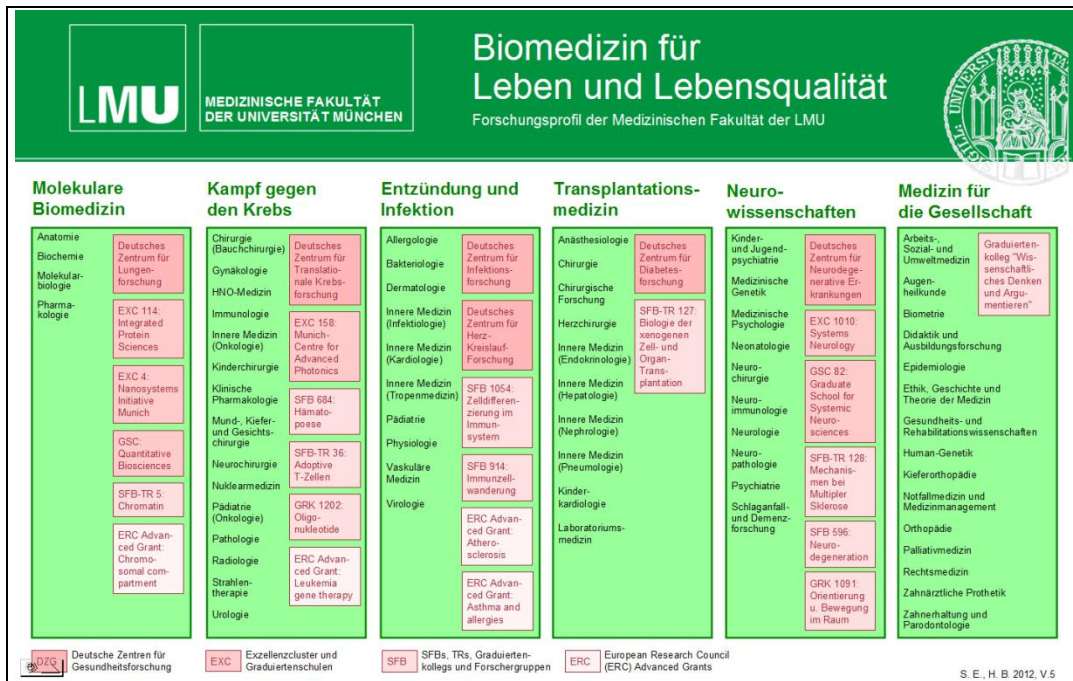 LMU
MEDIZINISCHE FAKULTÄT
DER UNIVERSITÄT MÜNCHEN
Biomedizin für
Leben und Lebensqualität
Forschungsprofil der Medizinischen Fakultät der LMU
Molekulare
Biomedizin
Anatomie
Biochemie
Molekular-
biologie
Pharma-
kologie
Deutsches
Zentrum für
Lungen-
forschung
EXC 114:
Integrated
Protein
Sciences
EXC 4:
Nanosystems
Initiative
Munich
GSC:
Quantitative
Biosciences
SFB-TR 5:
Chromatin
ERC Advan-
ced Grant:
Chromo-
somal com-
partment
Kampf gegen
den Krebs
Chirurgie
(Bauchchirurgie)
Gynäkologie
HNO-Medizin
Immunologie
Innere Medizin
(Onkologie)
Kinderchirurgie
Klinische
Pharmakologie
Mund-, Kiefer-
und Gesichts-
chirurgie
Neurochirurgie
Nuklearmedizin
Pädiatrie
(Onkologie)
Pathologie
Radiologie
Strahlen-
therapie
Urologie
Deutsches
Zentrum für
Translatio-
nale Krebs-
forschung
EXC 158:
Munich-
Centre for
Advanced
Photonics
SFB 684:
Hämato-
poese
SFB-TR 36:
Adoptive
T-Zellen
GRK 1202:
Oligo-
nukleotide
ERC Advan-
ced Grant:
Leukemia
gene therapy
Entzündung und
Infektion
Allergologie
Bakteriologie
Dermatologie
Innere Medizin
(Infektiologie)
Innere Medizin
(Kardiologie)
Innere Medizin
(Tropenmedizin)
Pädiatrie
Physiologie
Vaskuläre
Medizin
Virologie
Deutsches
Zentrum für
Infektions-
forschung
Deutsches
Zentrum für
Herz-
Kreislauf-
Forschung
SFB 1054:
Zelldiffe-
renzierung im
Immun-
system
SFB 914:
Immunzell-
wanderung
ERC Advan-
ced Grant:
Athero-
sclerosis
ERC Advan-
ced Grant:
Asthma and
allergies
Transplantations-
medizin
Anästhesiologie
Chirurgie
Chirurgische
Forschung
Herzchirurgie
Innere Medizin
(Endokrinologie)
Innere Medizin
(Hepatologie)
Innere Medizin
(Nephrologie)
Innere Medizin
(Pneumologie)
Kinder-
kardiologie
Laboratoriums-
medizin
Deutsches
Zentrum für
Diabetes-
forschung
SFB-TR 127:
Biologie der
xenogenen
Zell- und
Organ-
Trans-
plantation
Neuro-
wissenschaften
Kinder-
und Jugend-
psychiatrie
Medizinische
Genetik
Medizinische
Psychologie
Neonatologie
Neuro-
chirurgie
Neuro-
immunologie
Neurologie
Neuro-
pathologie
Psychiatrie
Schlaganfall-
und Demenz-
forschung
Deutsches
Zentrum für
Neurodege-
nerative Er-
krankungen
EXC 1010:
Systems
Neurology
GSC 82:
Graduate
School for
Systemic
Neuro-
sciences
SFB-TR 128:
Mechanis-
men bei
Multipler
Sklerose
SFB 596:
Neuro-
degeneration
GRK 1091:
Orientierung
u. Bewegung
im Raum
Medizin für
die Gesellschaft
Arbeits-,
Sozial- und
Umweltmedizin
Augen-
heilkunde
Biometrie
Didaktik und
Ausbildungsforschung
Epidemiologie
Ethik, Geschichte und
Theorie der Medizin
Gesundheits- und
Rehabilitationswissenschaften
Human-Genetik
Kieferorthopädie
Notfallmedizin und
Medizinmanagement
Orthopädie
Palliativmedizin
Rechtsmedizin
Zahnärztliche Prothetik
Zahnerhaltung und
Parodontologie
Graduierten-
kolleg "Wis-
senschaftli-
ches Denken
und Argu-
mentieren"
DZG
Deutsche Zentren für
Gesundheitsforschung
EXC
Exzellenzcluster und
Graduiertenschulen
SFB
SFBs, TRs, Graduierten-
kollegs und Forschergruppen
ERC
European Research Council
(ERC) Advanced Grants
S. E., H. B. 2012, V.5